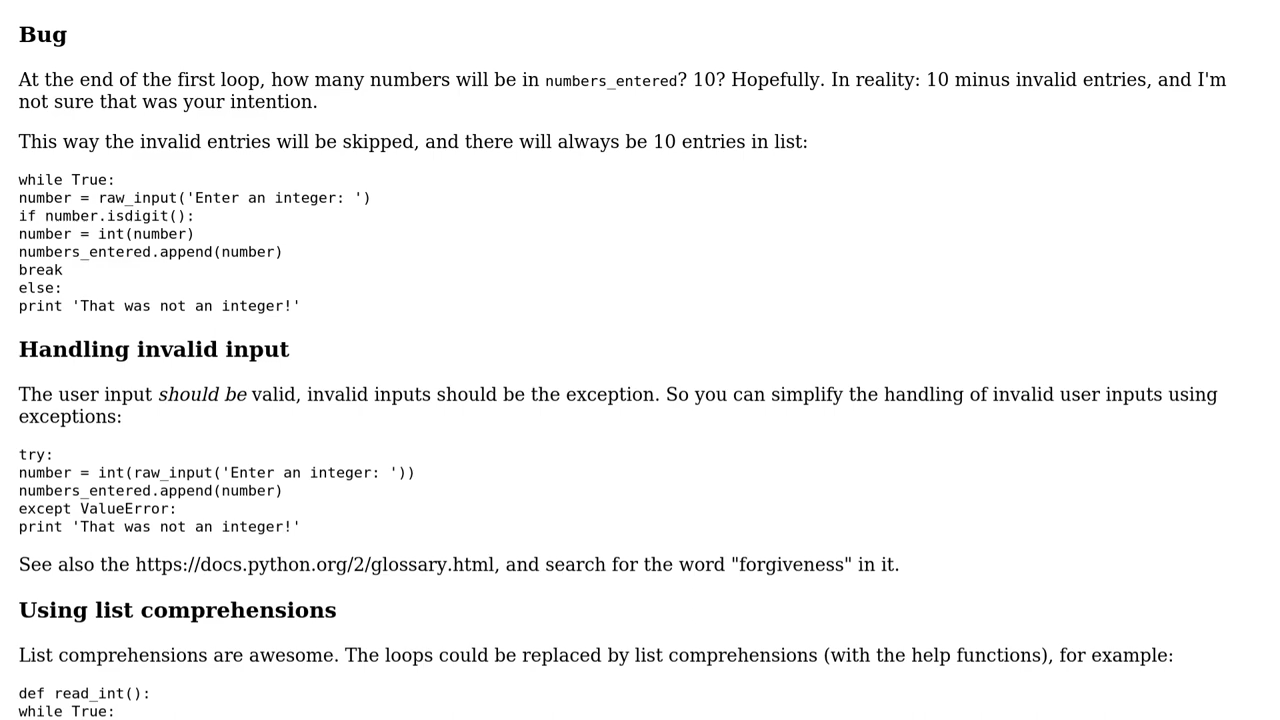 Bug
At the end of the first loop, how many numbers will be in numbers_entered? 10? Hopefully. In reality: 10 minus invalid entries, and I'm
not sure that was your intention.
This way the invalid entries will be skipped, and there will always be 10 entries in list:
while True:
number = raw_input('Enter an integer: ')
if number.isdigit():
number = int(number)
numbers_entered.append(number)
break
else:
print 'That was not an integer!'
Handling invalid input
The user input should be valid, invalid inputs should be the exception. So you can simplify the handling of invalid user inputs using
exceptions:
try:
number = int(raw_input('Enter an integer: '))
numbers_entered.append(number)
except ValueError:
print 'That was not an integer!'
See also the https://docs.python.org/2/glossary.html, and search for the word "forgiveness" in it.
Using list comprehensions
List comprehensions are awesome. The loops could be replaced by list comprehensions (with the help functions), for example:
def read_int():
while True: